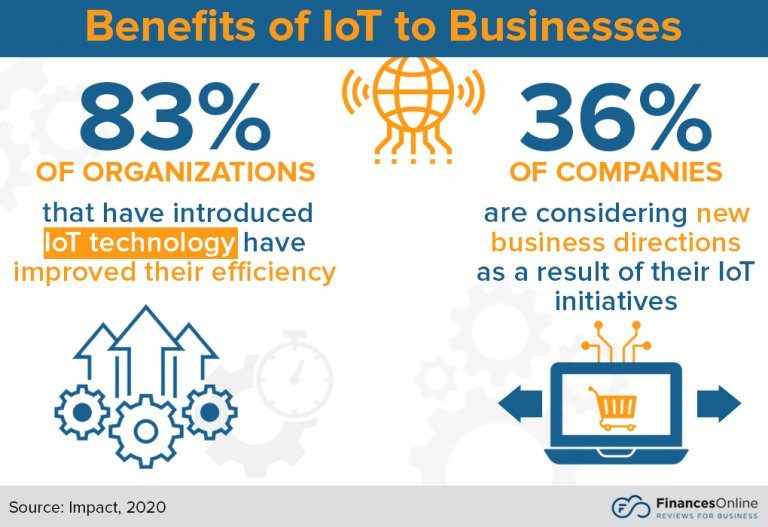 Benefits of IoT to Businesses
83%
OF ORGANIZATIONS
that have introduced
IoT technology have
improved their efficiency
36%
OF COMPANIES
are considering new
business directions
as a result of their IoT
initiatives
Source: Impact, 2020
FinancesOnline
REVIEWS FOR BUSINESS